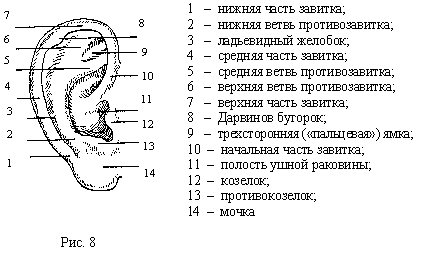 7
8
6
9
5
10
4
11
3
12
13
2
1
14
1 – нижняя часть завитка;
2 – нижняя ветвь противозавитка;
3 – ладьевидный желобок;
4 – средняя часть завитка;
5 – средняя ветвь противозавитка;
6 – верхняя ветвь противозавитка;
7 – верхняя часть завитка;
8 – Дарвинов бугорок;
9 – трехсторонняя («пальцевая») ямка;
10 – начальная часть завитка;
11 – полость ушной раковины;
12 – козелок;
13 – противокозелок;
14 – мочка
Рис. 8